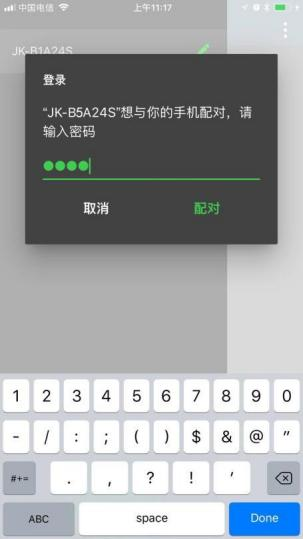 中国电信
上午11:17
JK-B1A24S
登录
“JK-B5A24S”想与你的手机配对，请
输入密码
取消
配对
1 2 3 4 5 6 7 8 9 0
- / : ; ( ) $ & @ ”
#+= . , ? ! ’
ABC space Done